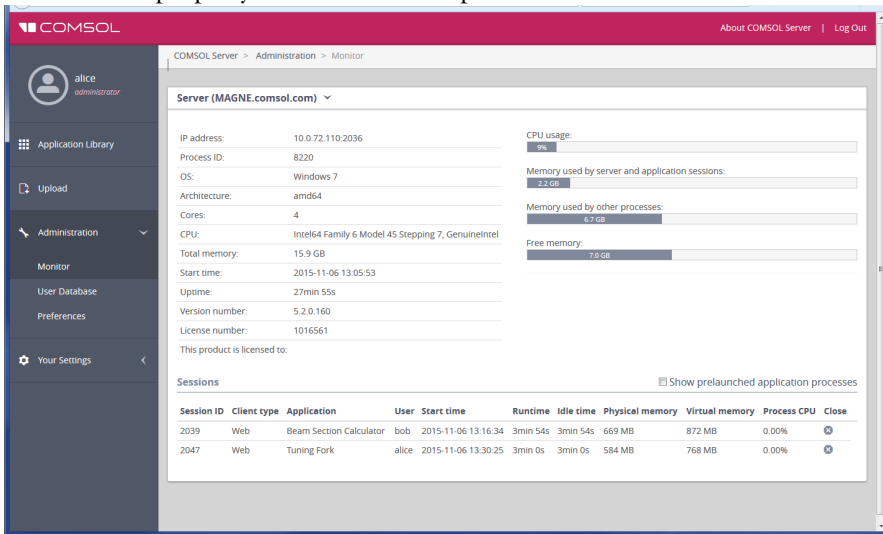 COMSOL
About COMSOL Server | Log Out
COMSOL Server > Administration > Monitor
alice
administrator
Application Library
Upload
Administration
Monitor
User Database
Preferences
Your Settings
Server (MAGNE.comsol.com)
IP address: 10.0.72.110:2036
Process ID: 8220
OS: Windows 7
Architecture: amd64
Cores: 4
CPU: Intel64 Family 6 Model 45 Stepping 7, GenuineIntel
Total memory: 15.9 GB
Start time: 2015-11-06 13:05:53
Uptime: 27min 55s
Version number: 5.2.0.160
License number: 1016561
This product is licensed to:
CPU usage:
9%
Memory used by server and application sessions:
2.2 GB
Memory used by other processes:
6.7 GB
Free memory:
7.0 GB
Sessions
Show prelaunched application processes
Session ID Client type Application User Start time Runtime Idle time Physical memory Virtual memory Process CPU Close
2039 Web Beam Section Calculator bob 2015-11-06 13:16:34 3min 54s 3min 54s 669 MB 872 MB 0.00%
2047 Web Tuning Fork alice 2015-11-06 13:30:25 3min 0s 3min 0s 584 MB 768 MB 0.00%